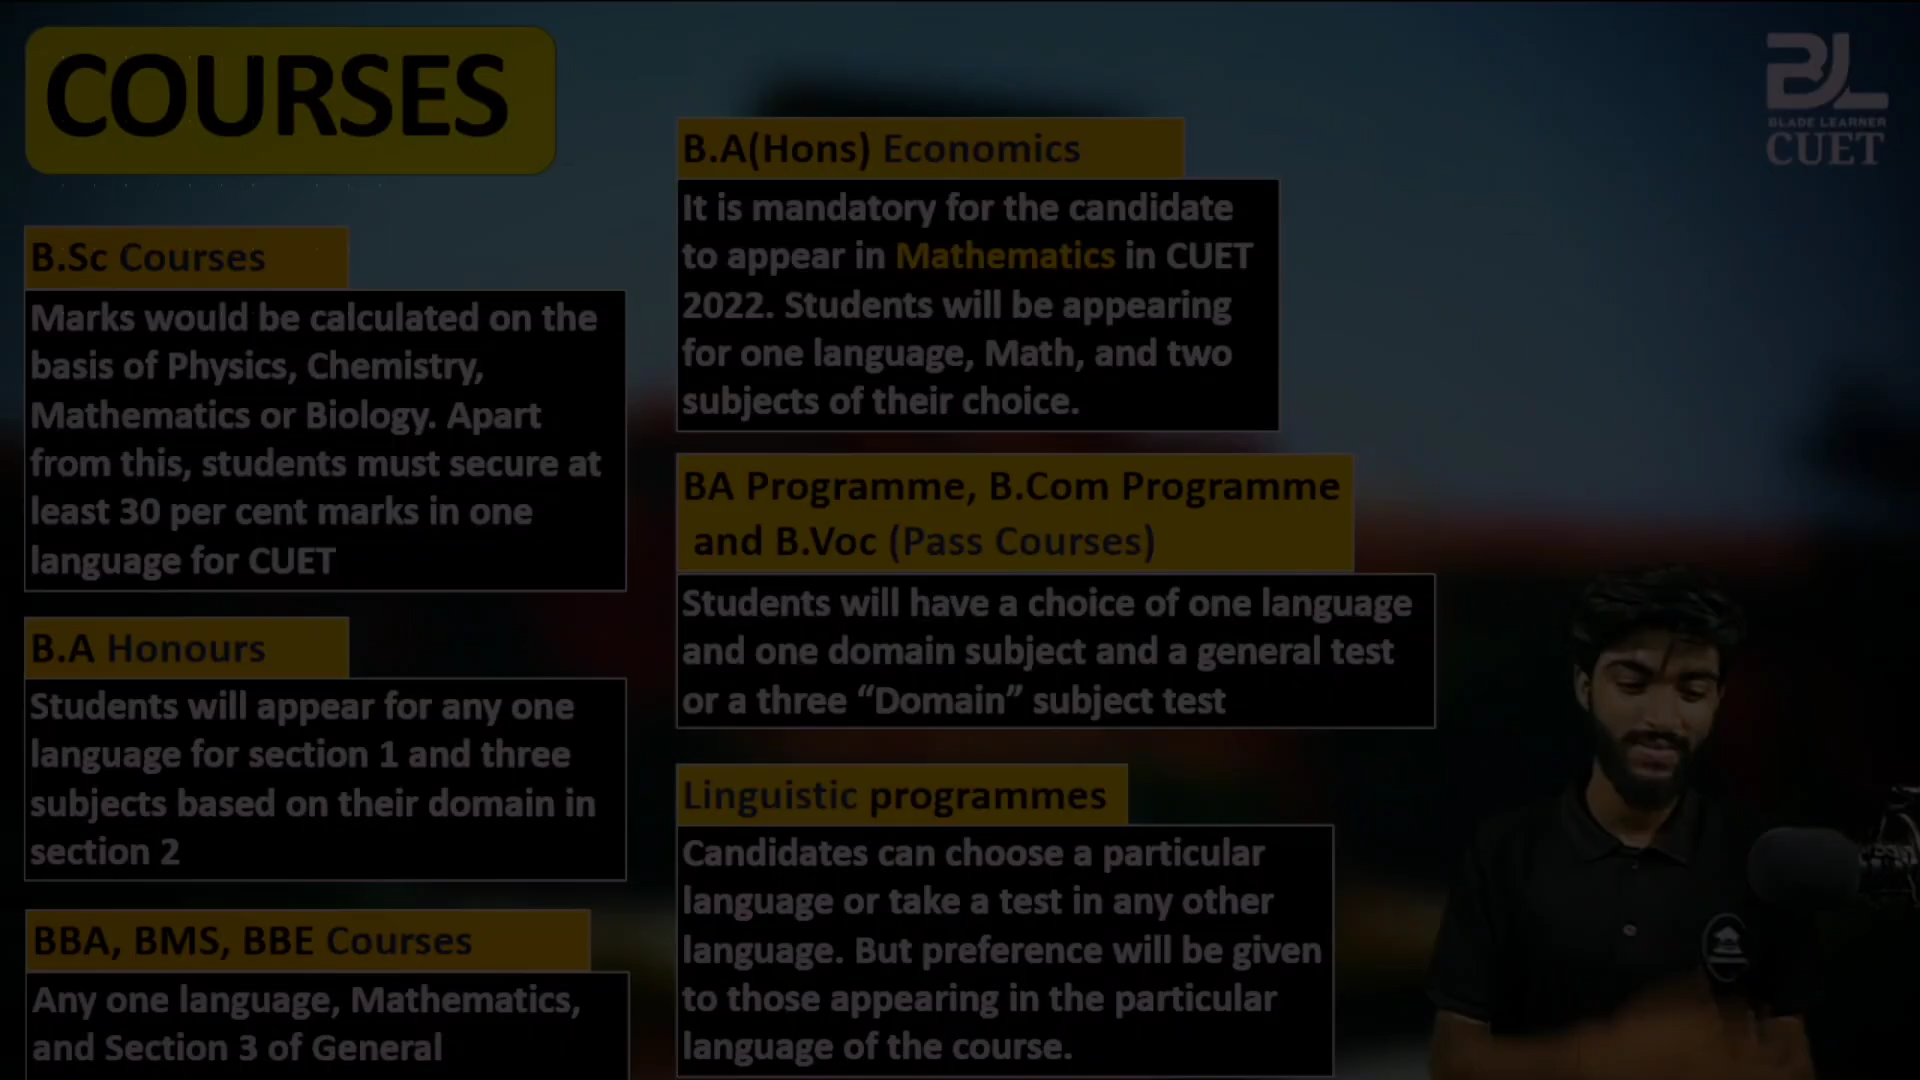 COURSES
B.Sc Courses
Marks would be calculated on the
basis of Physics, Chemistry,
Mathematics or Biology. Apart
from this, students must secure at
least 30 per cent marks in one
language for CUET
B.A Honours
Students will appear for any one
language for section 1 and three
subjects based on their domain in
section 2
BBA, BMS, BBE Courses
Any one language, Mathematics,
and Section 3 of General
B.A(Hons) Economics
It is mandatory for the candidate
to appear in Mathematics in CUET
2022. Students will be appearing
for one language, Math, and two
subjects of their choice.
BA Programme, B.Com Programme
and B.Voc (Pass Courses)
Students will have a choice of one language
and one domain subject and a general test
or a three “Domain” subject test
Linguistic programmes
Candidates can choose a particular
language or take a test in any other
language. But preference will be given
to those appearing in the particular
language of the course.
BL
BLADE LEARNER
CUET